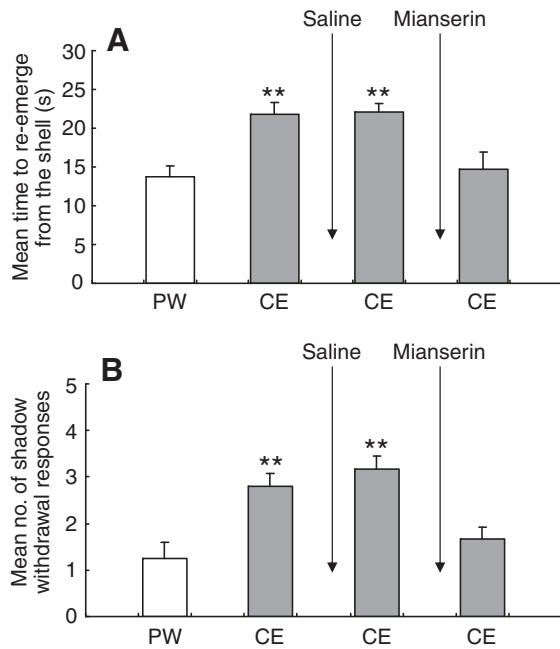 Saline Mianserin
A
Mean time to re-emerge
from the shell (s)
30
25
20
15
10
5
0
** **
PW CE CE CE
Saline Mianserin
B
Mean no. of shadow
withdrawal responses
5
4
3
2
1
0
** **
PW CE CE CE